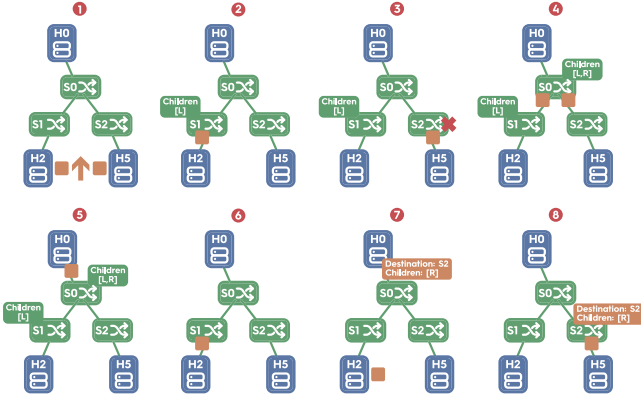 1
H0
S0
S1
S2
H2
H5
2
H0
S0
Children
[L]
S1
S2
H2
H5
3
H0
S0
Children
[L]
S1
S2
H2
H5
4
H0
Children
[L,R]
S0
Children
[L]
S1
S2
H2
H5
5
H0
Children
[L,R]
S0
Children
[L]
S1
S2
H2
H5
6
H0
S0
S1
S2
H2
H5
7
H0
Destination: S2
Children: [R]
S0
S1
S2
H2
H5
8
H0
S0
Destination: S2
Children: [R]
S1
S2
H2
H5